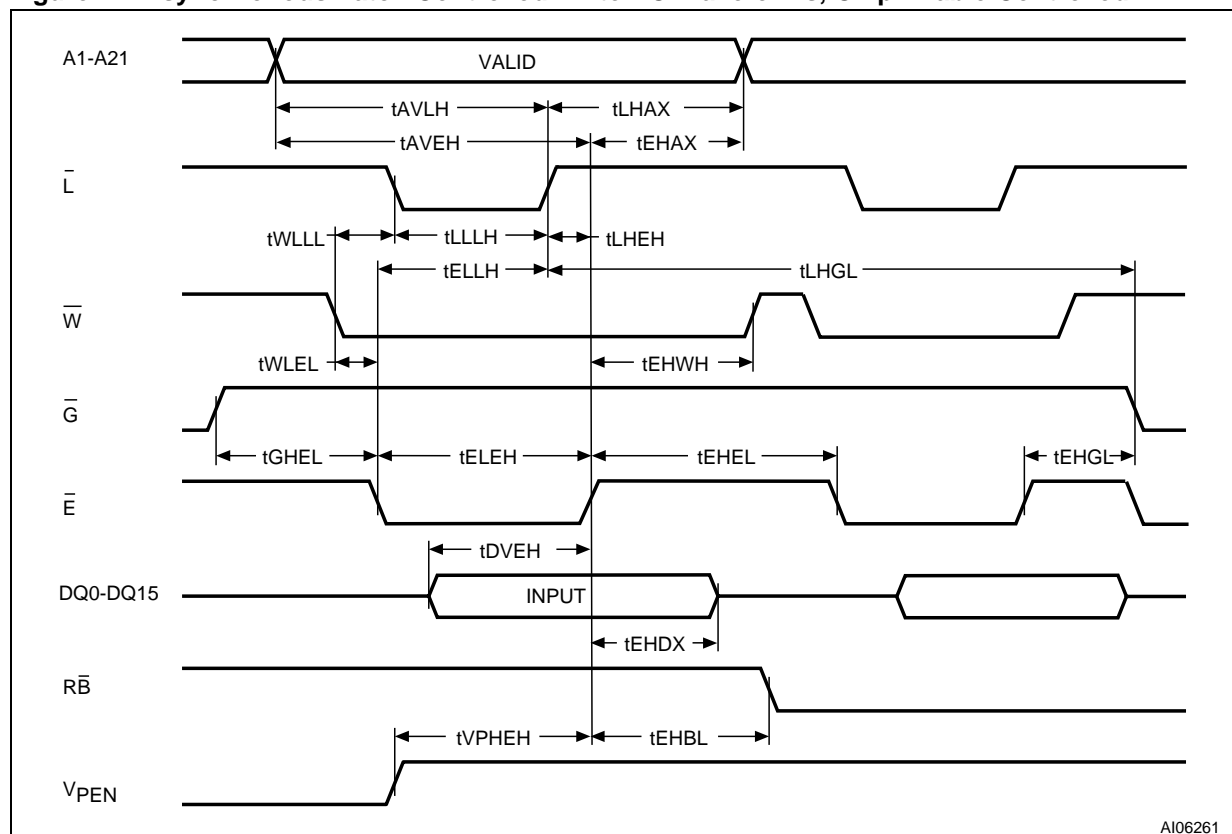 A1-A21
VALID
tAVLH
tLHAX
tAVEH
tEHAX
L̅
tWLLL
tLLLH
tLHEH
tELLH
tLHGL
W̅
tWLEL
tEHWH
G̅
tGHEL
tELEH
tEHEL
tEHGL
E̅
tDVEH
DQ0-DQ15
INPUT
tEHDX
RB̅
tVPHEH
tEHBL
VPEN
AI06261